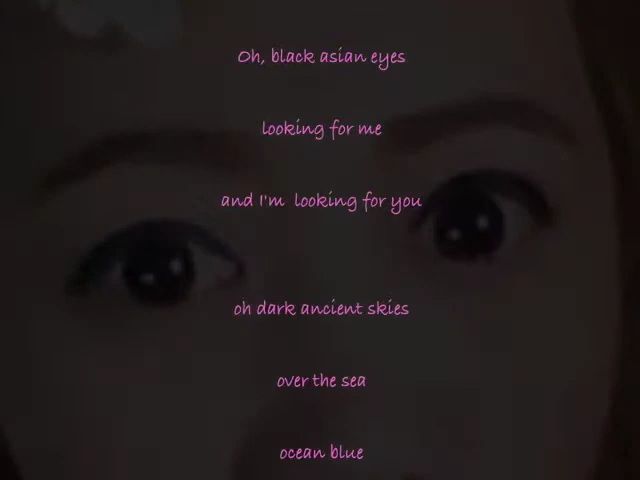 Oh, black asian eyes
looking for me
and I'm  looking for you
oh dark ancient skies
over the sea
ocean blue